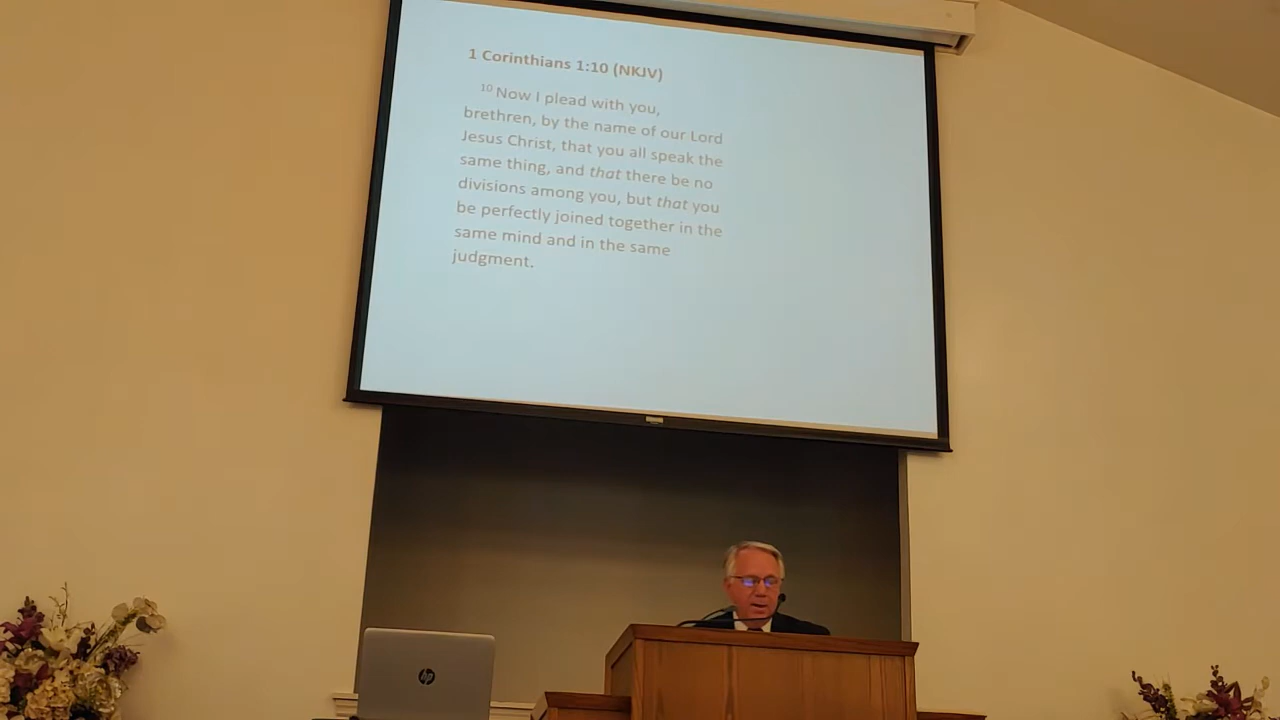 1 Corinthians 1:10 (NKJV)
10 Now I plead with you,
brethren, by the name of our Lord
Jesus Christ, that you all speak the
same thing, and that there be no
divisions among you, but that you
be perfectly joined together in the
same mind and in the same
judgment.
hp